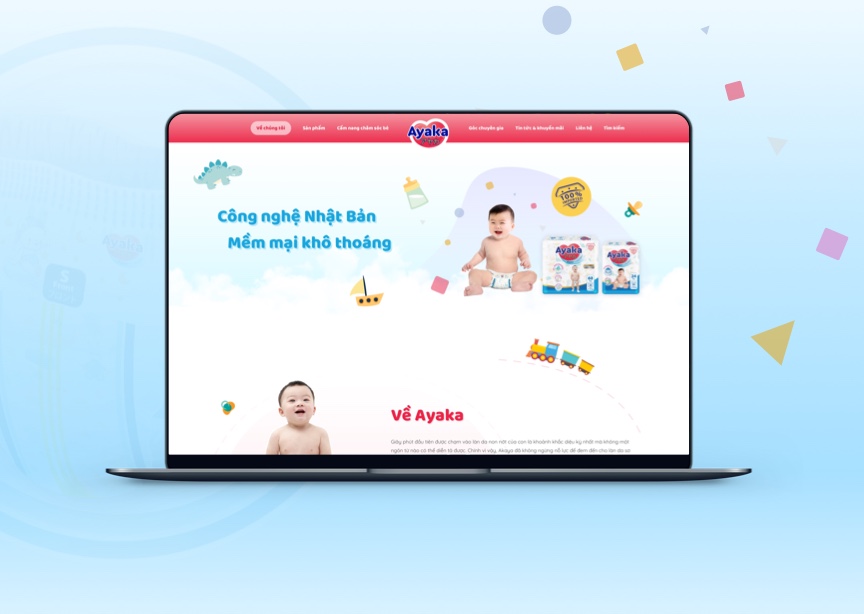 Về chúng tôi
Sản phẩm
Cẩm nang chăm sóc bé
Ayaka
Góc chuyên gia
Tin tức & khuyến mãi
Liên hệ
Tìm kiếm
Công nghệ Nhật Bản
Mềm mại khô thoáng
100%
Ayaka
Ayaka
Về Ayaka
Giây phút đầu tiên được chạm vào làn da non nớt của con là khoảnh khắc diệu kỳ nhất mà không một
ngôn từ nào có thể diễn tả được. Chính vì vậy, Akaya đã không ngừng nỗ lực để đem đến cho làn da sơ